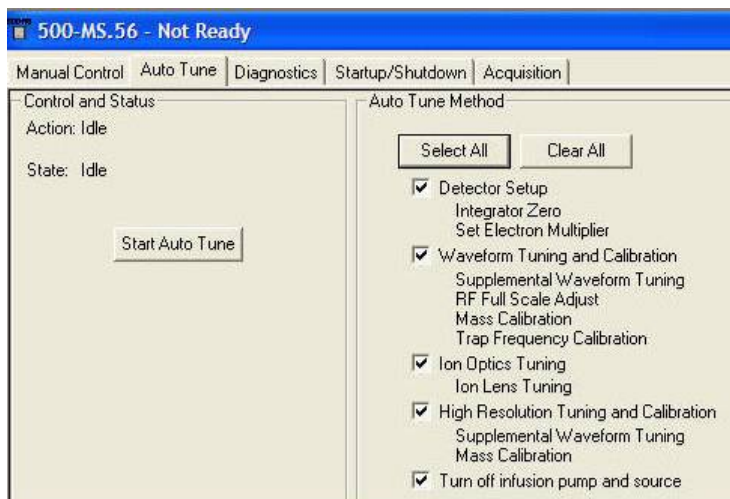 500-MS.56 - Not Ready
Manual Control Auto Tune Diagnostics Startup/Shutdown Acquisition
Control and Status
Action: Idle
State: Idle
Start Auto Tune
Auto Tune Method
Select All Clear All
Detector Setup
Integrator Zero
Set Electron Multiplier
Waveform Tuning and Calibration
Supplemental Waveform Tuning
RF Full Scale Adjust
Mass Calibration
Trap Frequency Calibration
Ion Optics Tuning
Ion Lens Tuning
High Resolution Tuning and Calibration
Supplemental Waveform Tuning
Mass Calibration
Turn off infusion pump and source